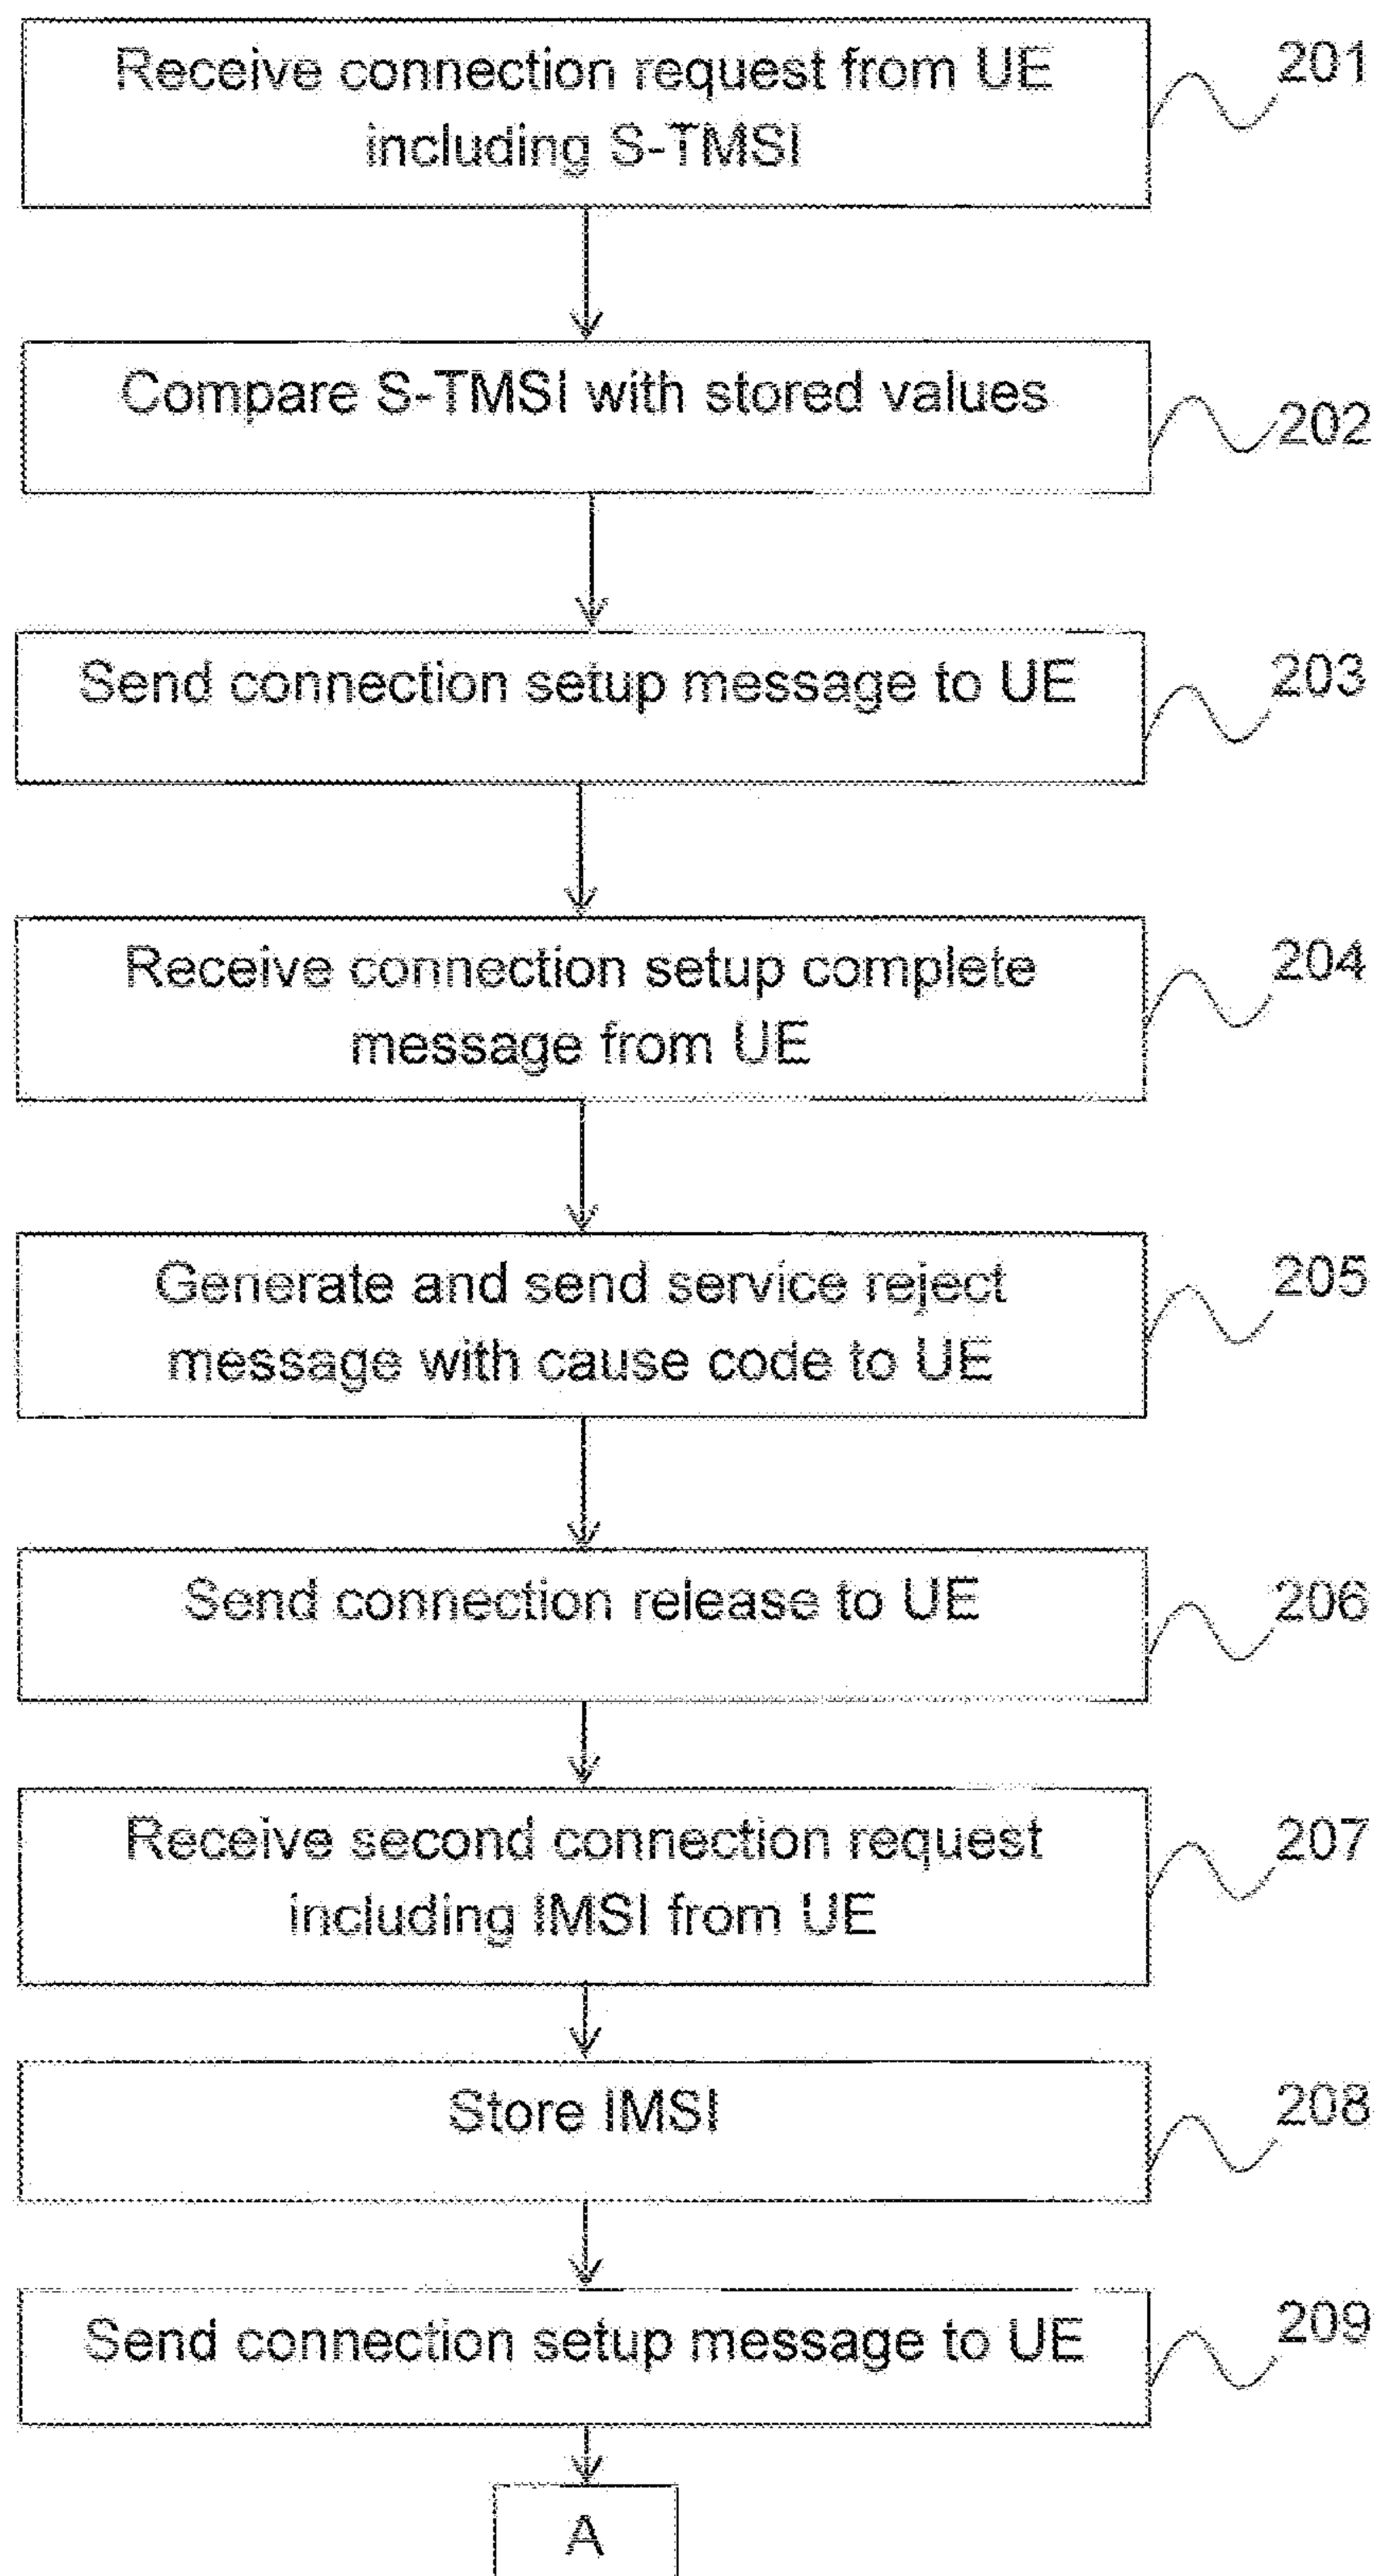 Receive connection request from UE
including S-TMSI
201
Compare S-TMSI with stored values
202
Send connection setup message to UE
203
Receive connection setup complete
message from UE
204
Generate and send service reject
message with cause code to UE
205
Send connection release to UE
206
Receive second connection request
including IMSI from UE
207
Store IMSI
208
Send connection setup message to UE
209
A